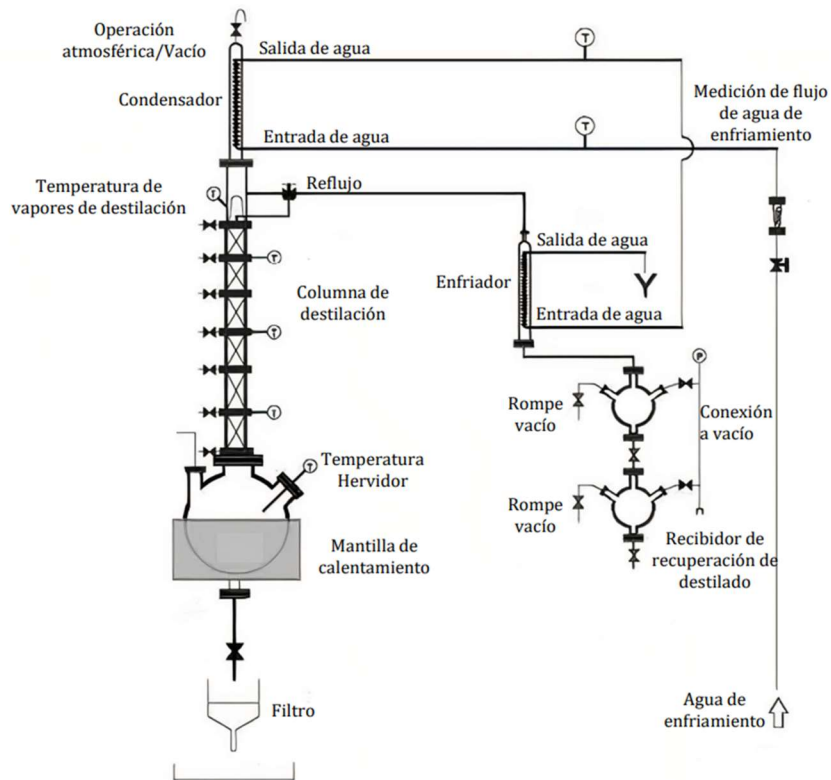 Operación
atmosférica/Vacío
Salida de agua
T
Condensador
Medición de flujo
de agua de
enfriamiento
Entrada de agua
T
Temperatura de
vapores de destilación
T
Reflujo
T
Salida de agua
Columna de
destilación
Enfriador
Entrada de agua
T
P
Rompe
vacío
Conexión
a vacío
T
Temperatura
Hervidor
T
Rompe
vacío
Mantilla de
calentamiento
Recibidor de
recuperación de
destilado
Filtro
Agua de
enfriamiento